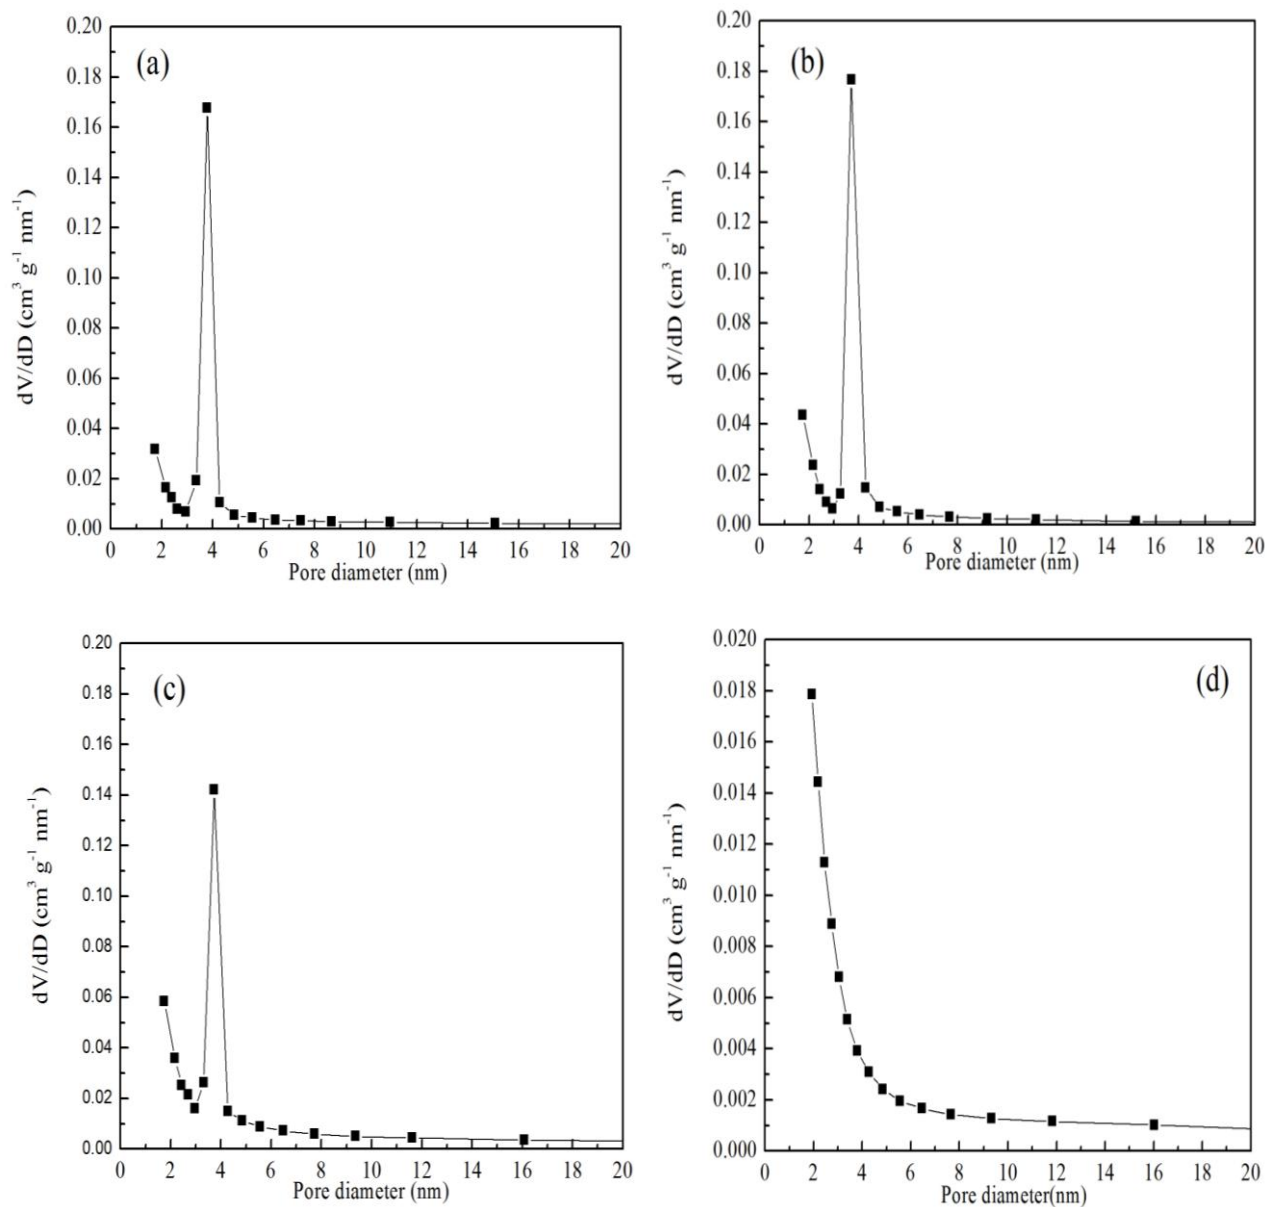 (a)
0.20
0.18
0.16
0.14
0.12
0.10
0.08
0.06
0.04
0.02
0.00
dV/dD (cm³ g⁻¹ nm⁻¹)
0 2 4 6 8 10 12 14 16 18 20
Pore diameter (nm)
(b)
0.20
0.18
0.16
0.14
0.12
0.10
0.08
0.06
0.04
0.02
0.00
dV/dD (cm³ g⁻¹ nm⁻¹)
0 2 4 6 8 10 12 14 16 18 20
Pore diameter (nm)
(c)
0.20
0.18
0.16
0.14
0.12
0.10
0.08
0.06
0.04
0.02
0.00
dV/dD (cm³ g⁻¹ nm⁻¹)
0 2 4 6 8 10 12 14 16 18 20
Pore diameter (nm)
(d)
0.020
0.018
0.016
0.014
0.012
0.010
0.008
0.006
0.004
0.002
0.000
dV/dD (cm³ g⁻¹ nm⁻¹)
0 2 4 6 8 10 12 14 16 18 20
Pore diameter(nm)